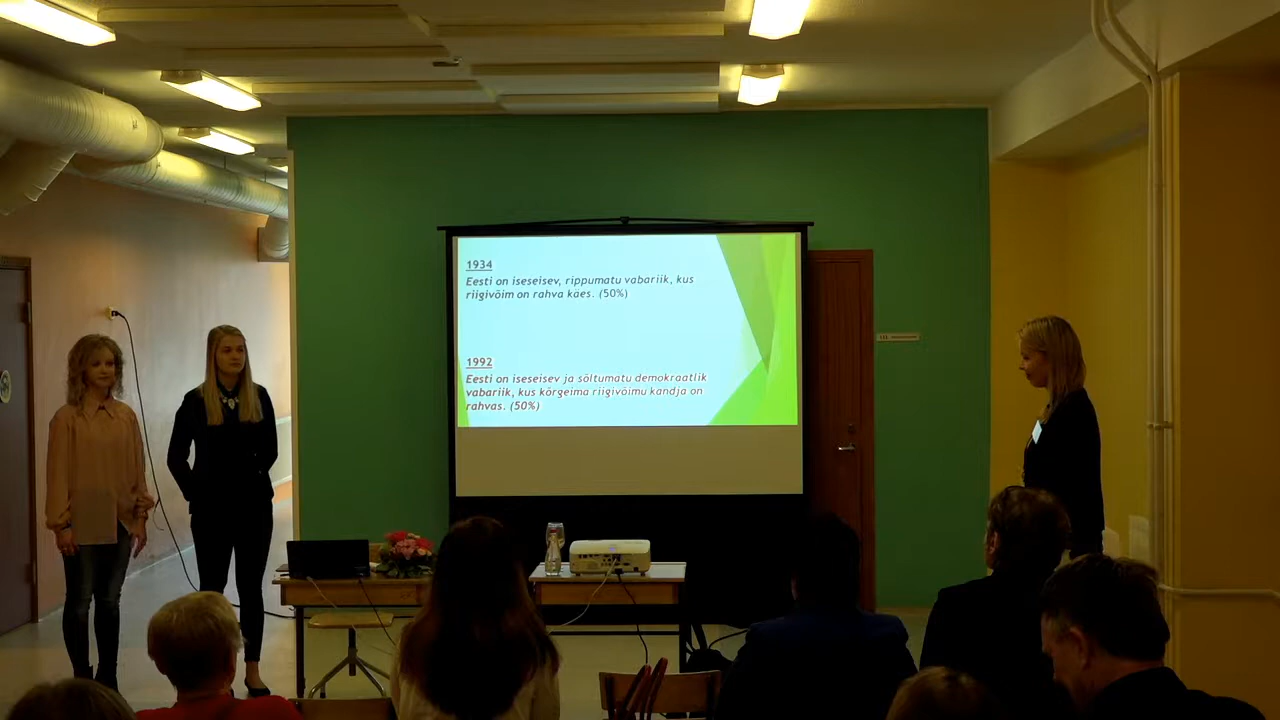 1934
Eesti on iseseisev, rippumatu vabariik, kus
riigivõim on rahva käes. (50%)
1992
Eesti on iseseisev ja sõltumatu demokraatlik
vabariik, kus kõrgeima riigivõimu kandja on
rahvas. (50%)